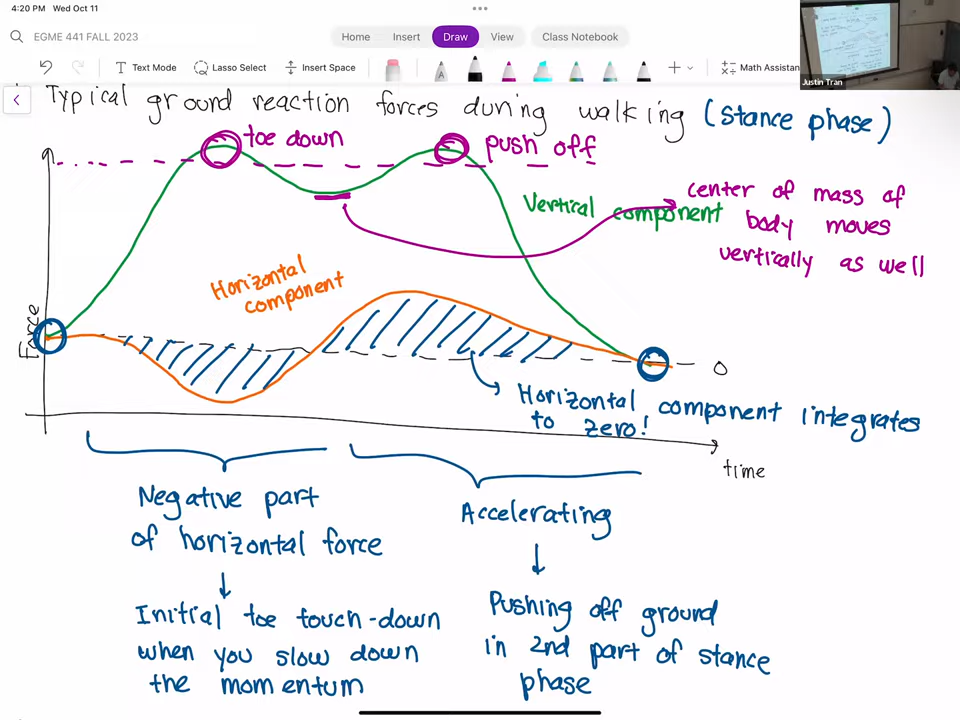 4:20 PM Wed Oct 11
EGME 441 FALL 2023
Home Insert Draw View Class Notebook
Text Mode Lasso Select Insert Space Math Assistan
Justin Tran
Typical ground reaction forces during walking (stance phase)
toe down
push off
Vertical component
center of mass of
body moves
vertically as well
Horizontal
component
Force
0
Horizontal component integrates
to zero!
time
Negative part
of horizontal force
Accelerating
Initial toe touch-down
when you slow down
the momentum
Pushing off ground
in 2nd part of stance
phase